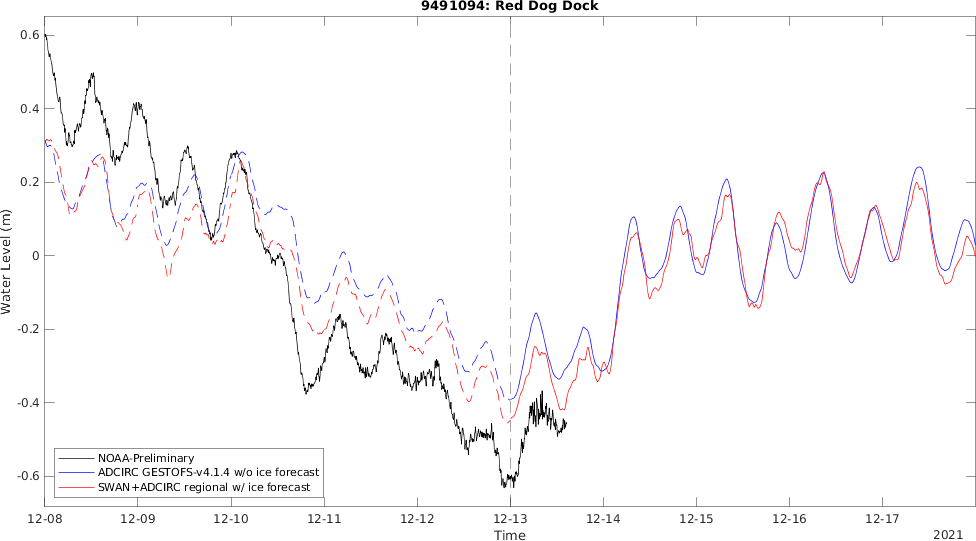 9491094: Red Dog Dock
0.6
0.4
0.2
0
-0.2
-0.4
-0.6
Water Level (m)
NOAA-Preliminary
ADCIRC GESTOFS-v4.1.4 w/o ice forecast
SWAN+ADCIRC regional w/ ice forecast
12-08 12-09 12-10 12-11 12-12 12-13 12-14 12-15 12-16 12-17
Time
2021